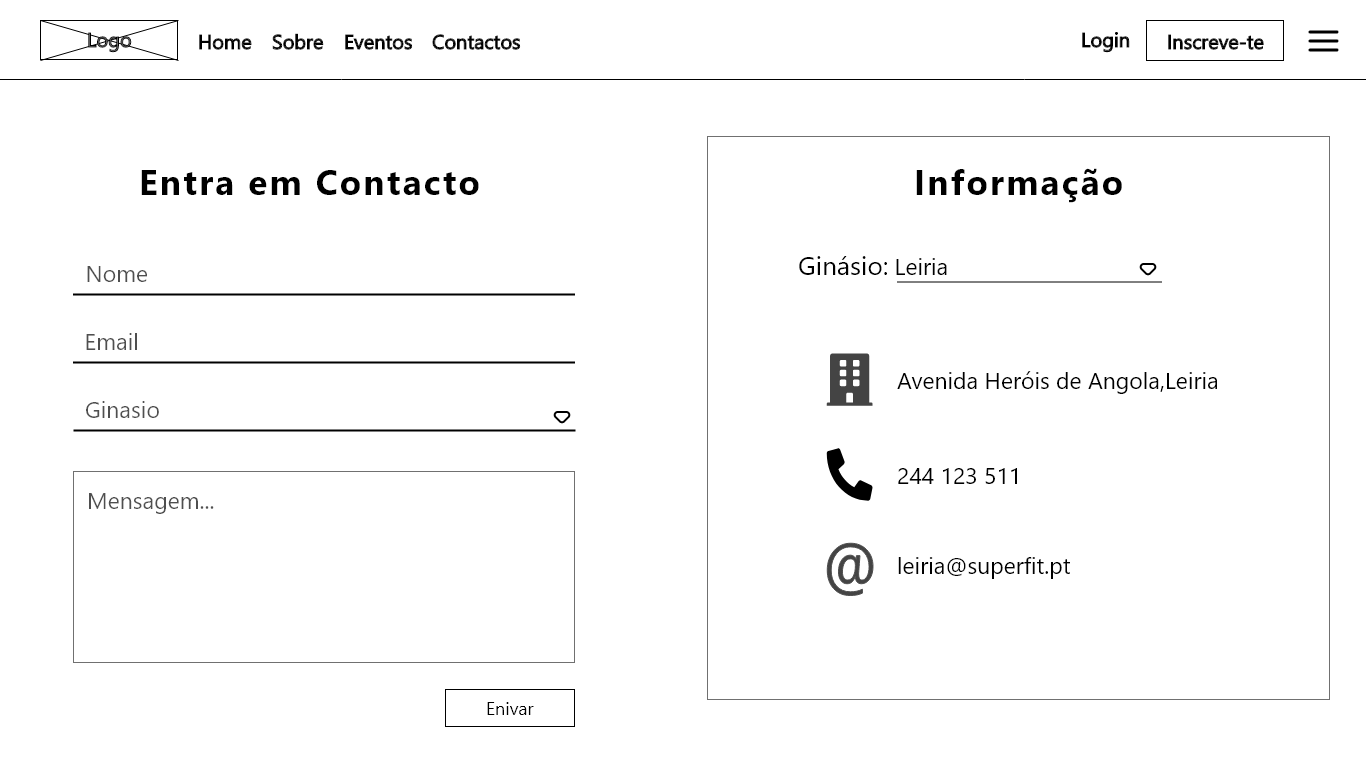 Logo Home Sobre Eventos Contactos Login Inscreve-te
Entra em Contacto
Nome
Email
Ginasio
Mensagem...
Enivar
Informação
Ginásio: Leiria
Avenida Heróis de Angola,Leiria
244 123 511
@ leiria@superfit.pt